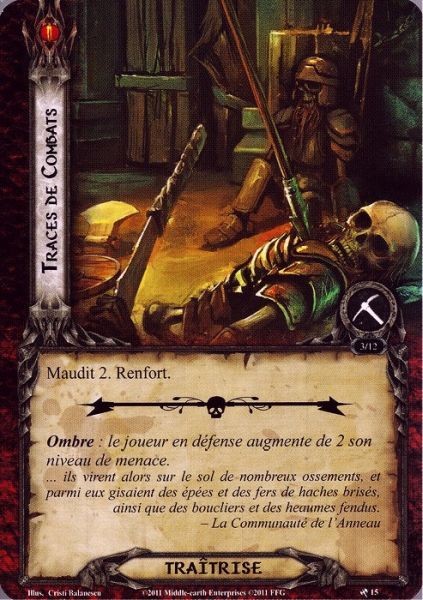 TRACES DE COMBATS
3/12
Maudit 2. Renfort.
Ombre : le joueur en défense augmente de 2 son
niveau de menace.
... ils virent alors sur le sol de nombreux ossements, et
parmi eux gisaient des épées et des fers de haches brisés,
ainsi que des boucliers et des heaumes fendus.
– La Communauté de l'Anneau
TRAÎTRISE
Illus. Cristi Balanescu
©2011 Middle-earth Enterprises ©2011 FFG
15